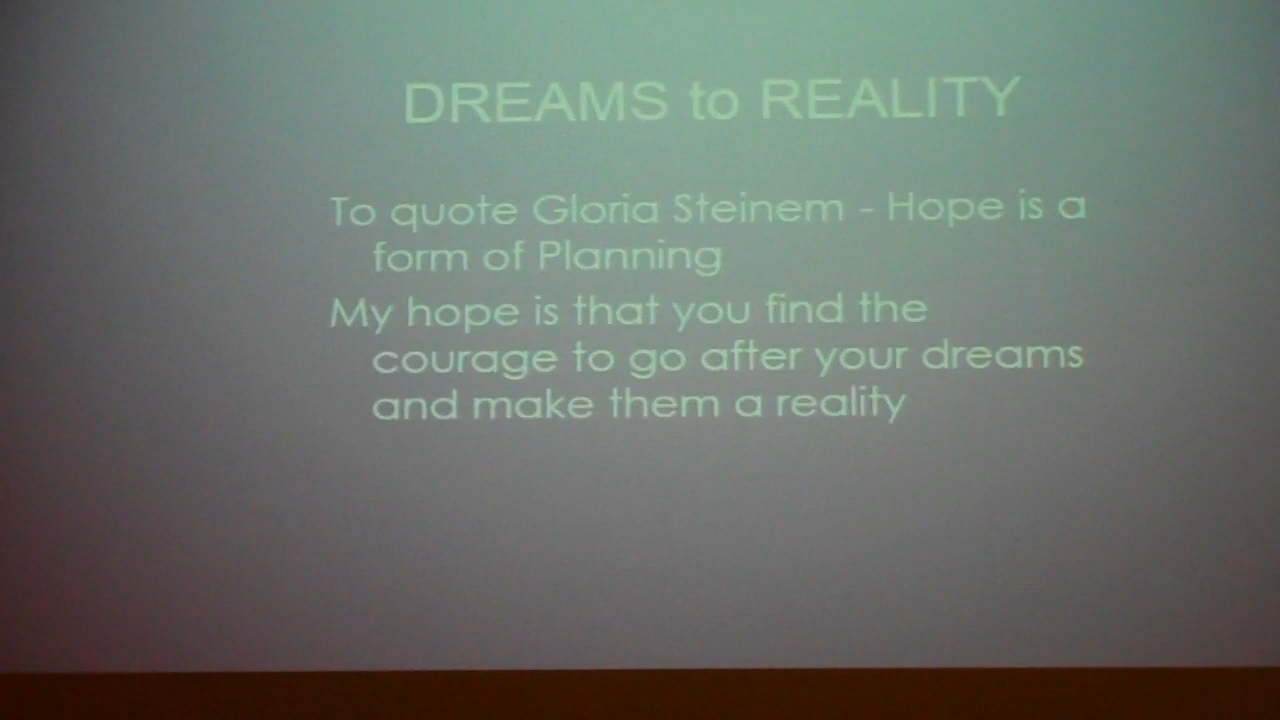 DREAMS to REALITY
To quote Gloria Steinem - Hope is a
form of Planning
My hope is that you find the
courage to go after your dreams
and make them a reality